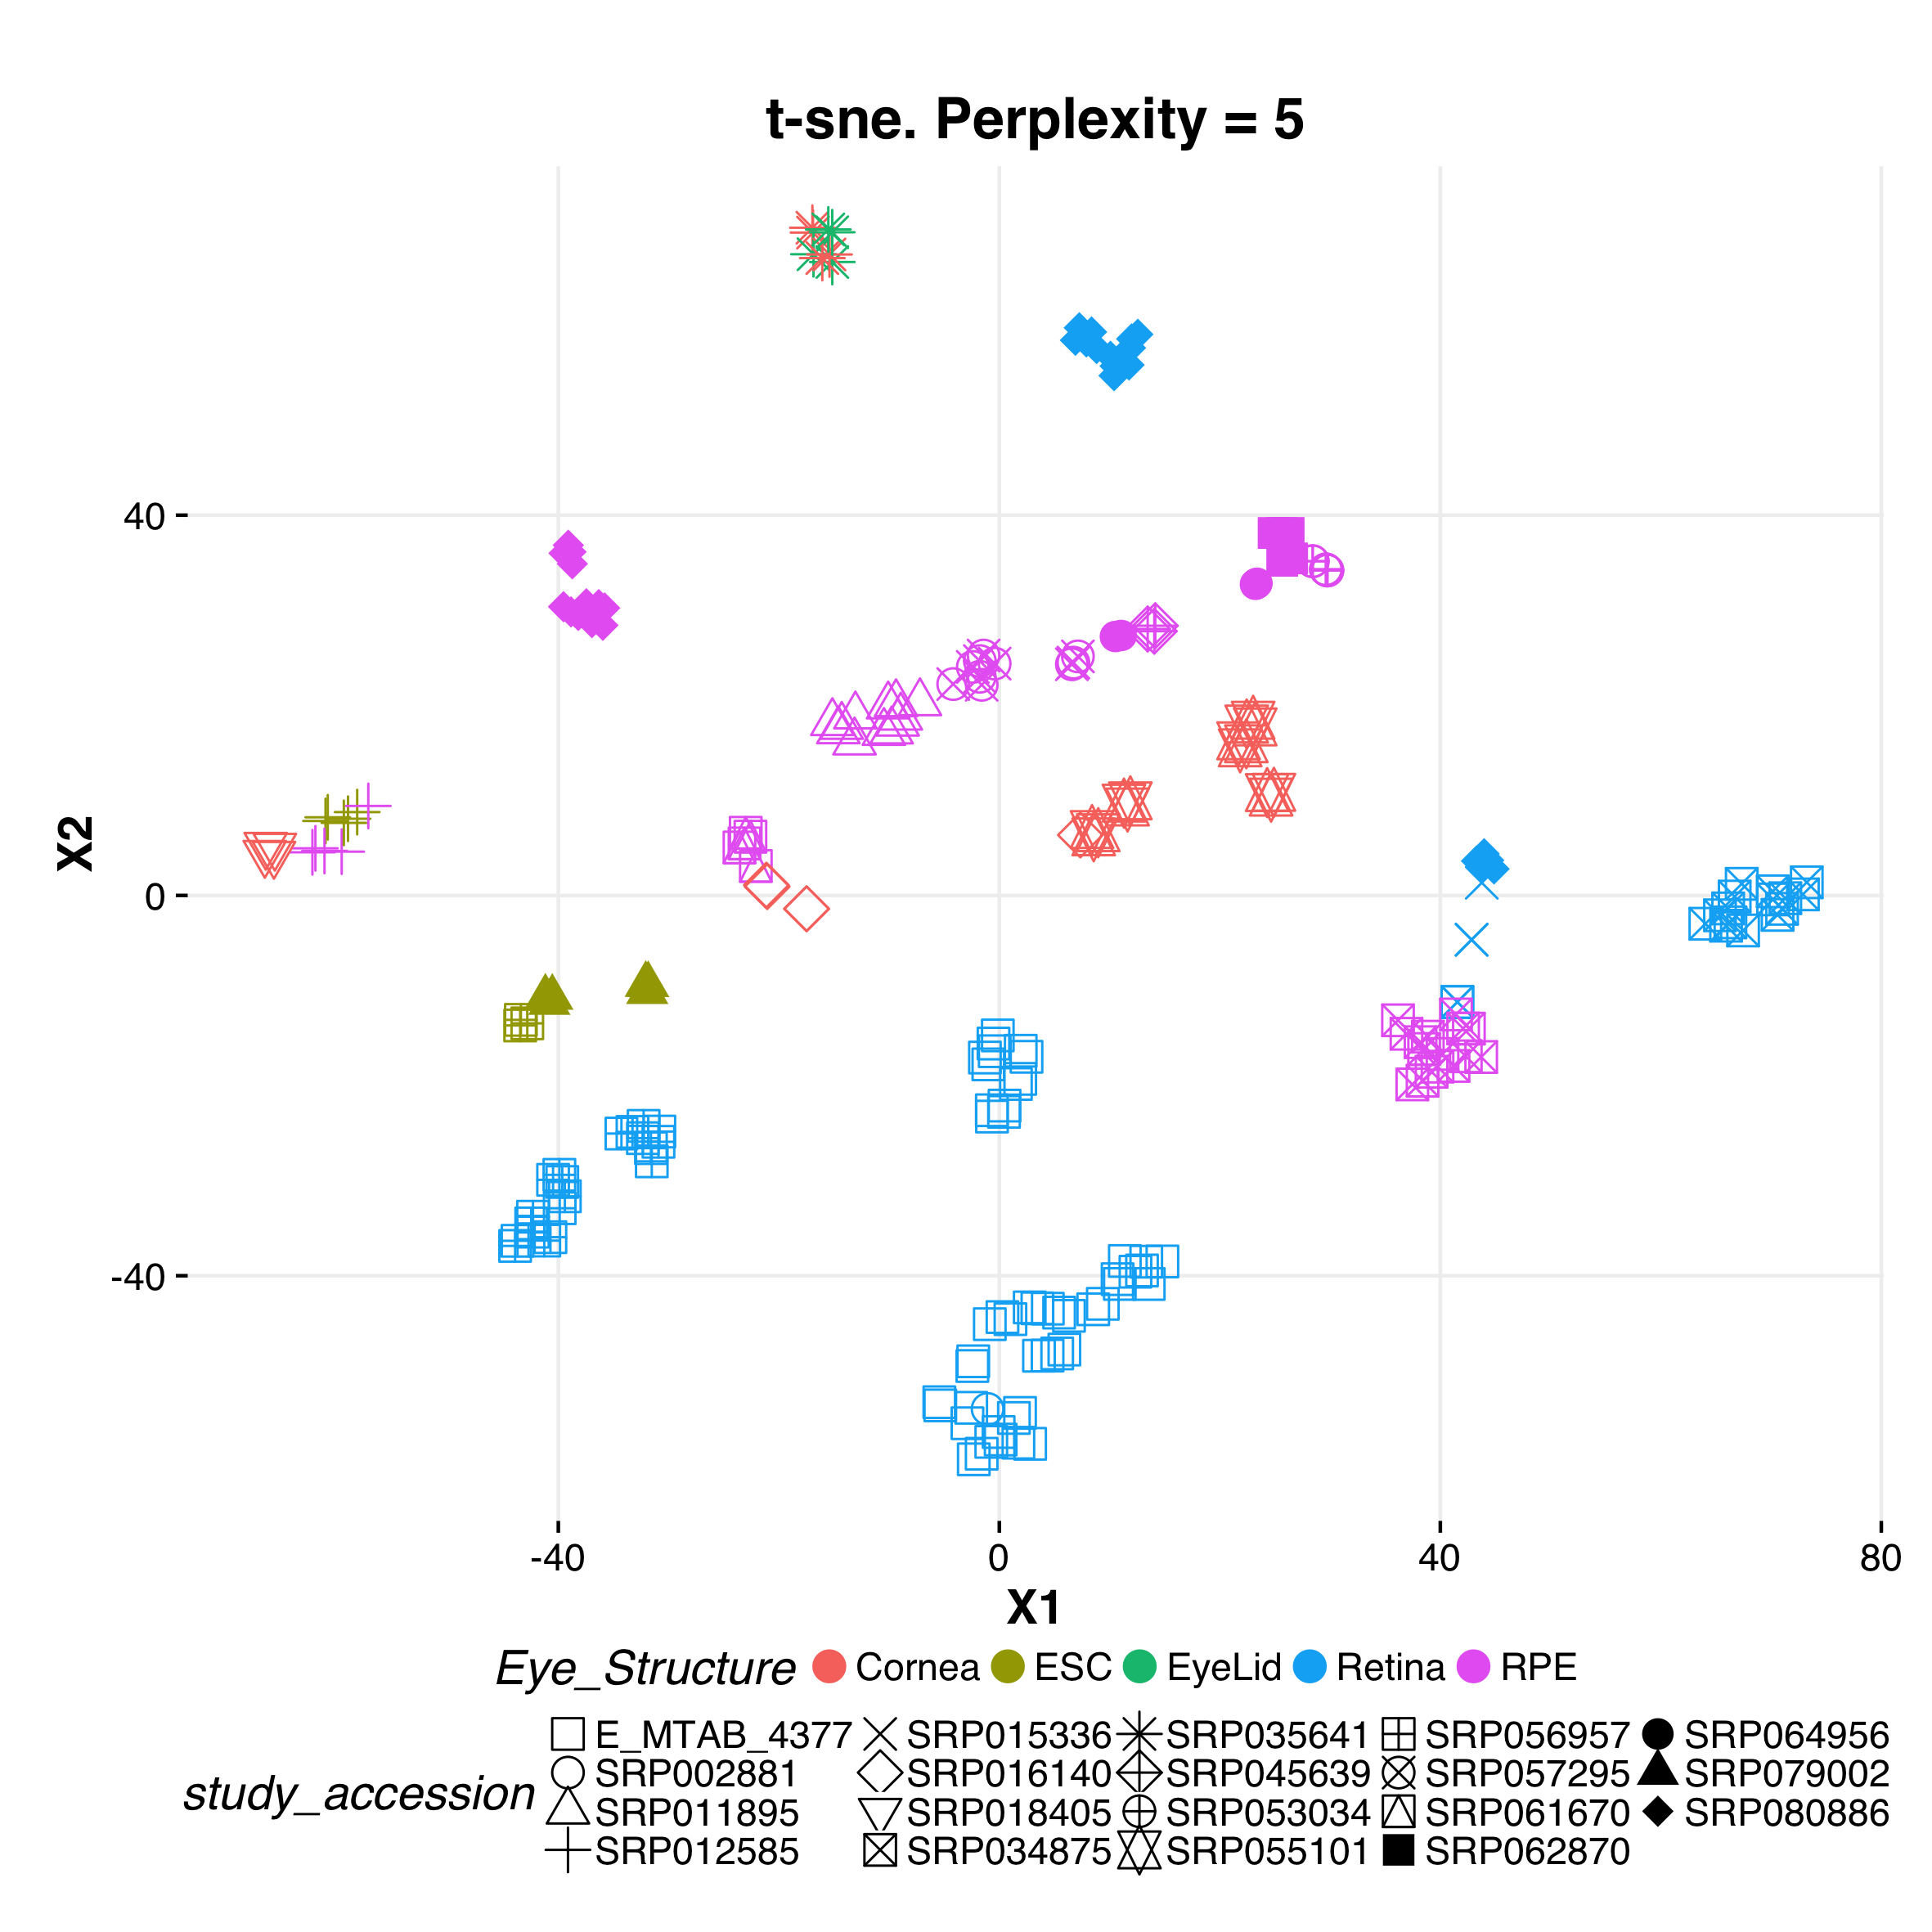 t-sne. Perplexity = 5
X2
40
0
-40
-40 0 40 80
X1
Eye_Structure Cornea ESC EyeLid Retina RPE
study_accession
E_MTAB_4377 SRP015336 SRP035641 SRP056957 SRP064956
SRP002881 SRP016140 SRP045639 SRP057295 SRP079002
SRP011895 SRP018405 SRP053034 SRP061670 SRP080886
SRP012585 SRP034875 SRP055101 SRP062870